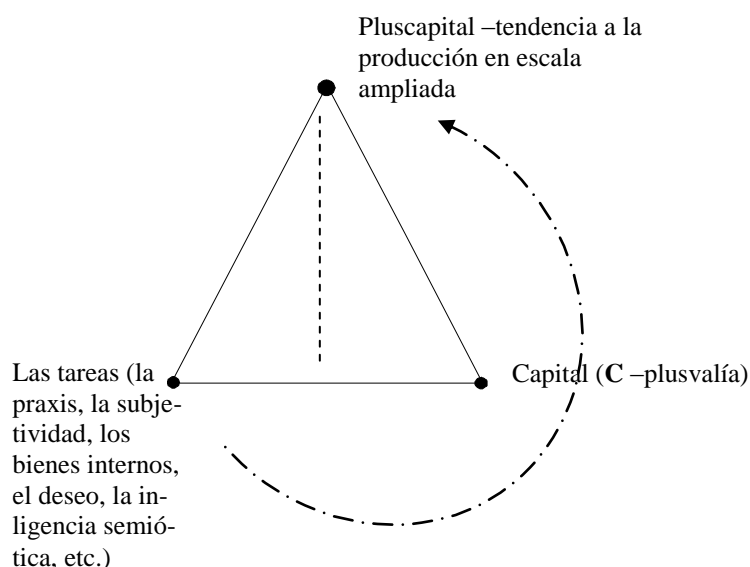 Pluscapital –tendencia a la
producción en escala
ampliada
Las tareas (la
praxis, la subje-
tividad, los
bienes internos,
el deseo, la in-
ligencia semió-
tica, etc.)
Capital (C –plusvalía)